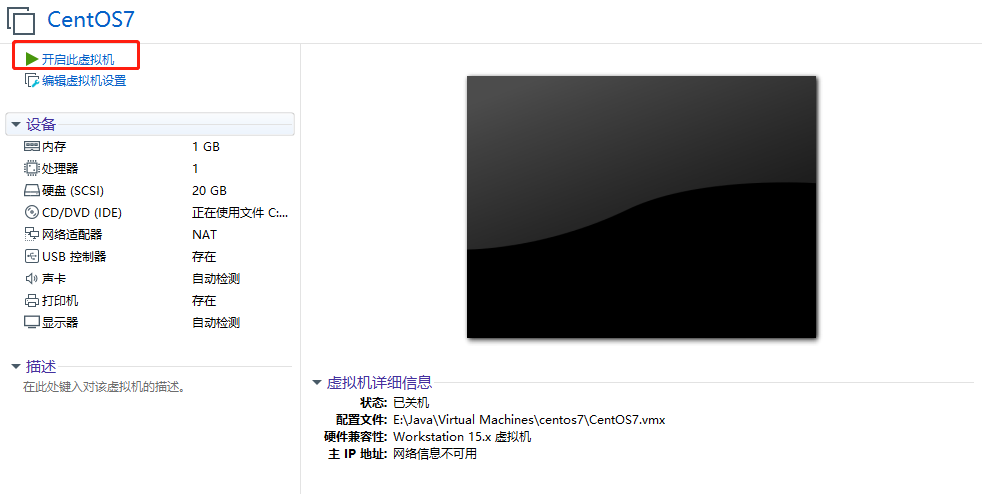 CentOS7
开启此虚拟机
编辑虚拟机设置
设备
内存 1 GB
处理器 1
硬盘 (SCSI) 20 GB
CD/DVD (IDE) 正在使用文件 C:...
网络适配器 NAT
USB 控制器 存在
声卡 自动检测
打印机 存在
显示器 自动检测
描述
在此处键入对该虚拟机的描述。
虚拟机详细信息
状态: 已关机
配置文件: E:\Java\Virtual Machines\centos7\CentOS7.vmx
硬件兼容性: Workstation 15.x 虚拟机
主 IP 地址: 网络信息不可用